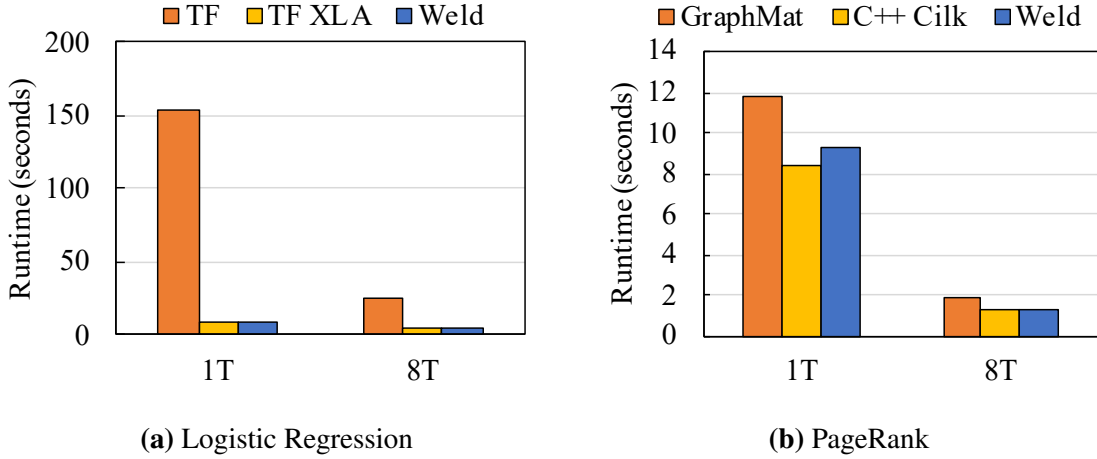 TF TF XLA Weld
Runtime (seconds)
200
150
100
50
0
1T 8T
(a) Logistic Regression
GraphMat C++ Cilk Weld
Runtime (seconds)
14
12
10
8
6
4
2
0
1T 8T
(b) PageRank